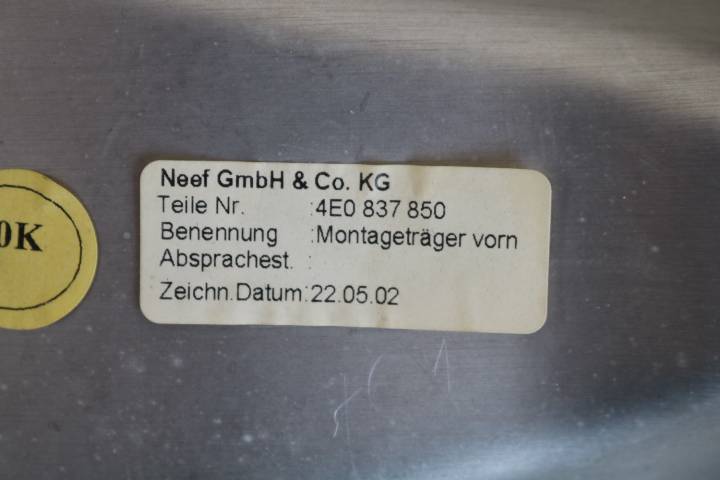 Neef GmbH & Co. KG
Teile Nr. :4E0 837 850
Benennung :Montageträger vorn
Absprachest. :
Zeichn.Datum:22.05.02
0K